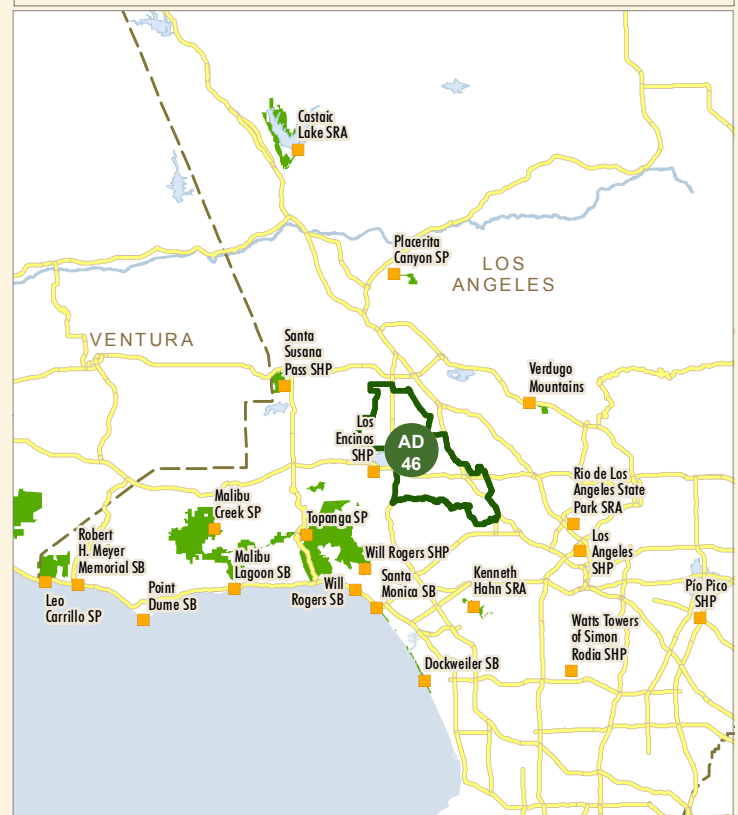 Castaic
Lake SRA
Placerita
Canyon SP
LOS
ANGELES
VENTURA
Santa
Susana
Pass SHP
Verdugo
Mountains
Los
Encinos
SHP
AD
46
Rio de Los
Angeles State
Park SRA
Malibu
Creek SP
Topanga SP
Los
Angeles
SHP
Robert
H. Meyer
Memorial SB
Malibu
Lagoon SB
Will Rogers SHP
Will
Rogers SB
Santa
Monica SB
Kenneth
Hahn SRA
Pío Pico
SHP
Leo
Carrillo SP
Point
Dume SB
Watts Towers
of Simon
Rodia SHP
Dockweiler SB